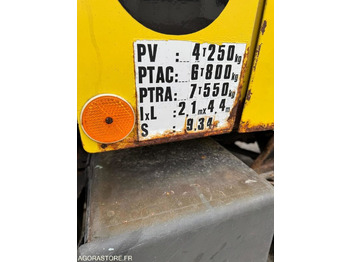 PV : 4T250kg
PTAC: 6T800kg
PTRA: 7T550kg
lxL : 2,1mx4,4m
S : 9.34
AGORASTORE.FR